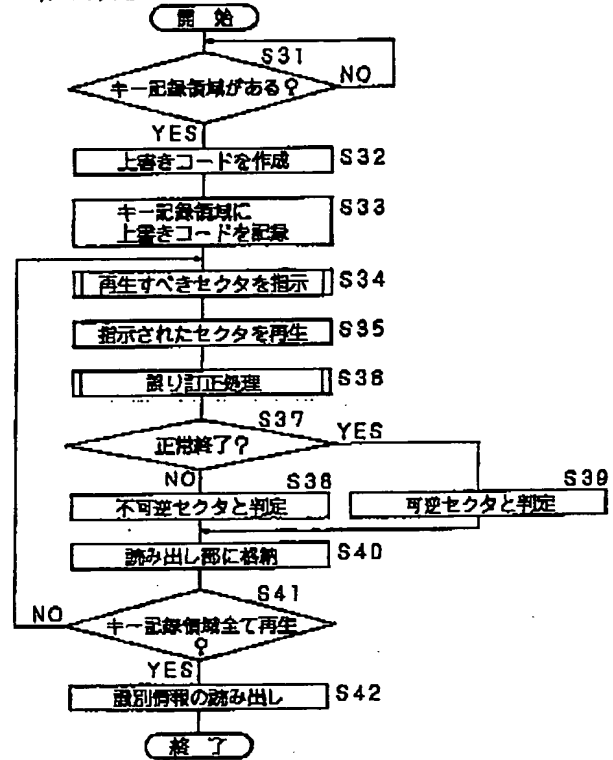 開始
S31
キー記録領域がある?
NO
YES
上書きコードを作成
S32
キー記録領域に
上書きコードを記録
S33
再生すべきセクタを指示
S34
指示されたセクタを再生
S35
誤り訂正処理
S36
S37
正常終了?
YES
NO
S38
S39
不可逆セクタと判定
可逆セクタと判定
読み出し部に格納
S40
S41
NO
キー記録領域全て再生
?
YES
識別情報の読み出し
S42
終了